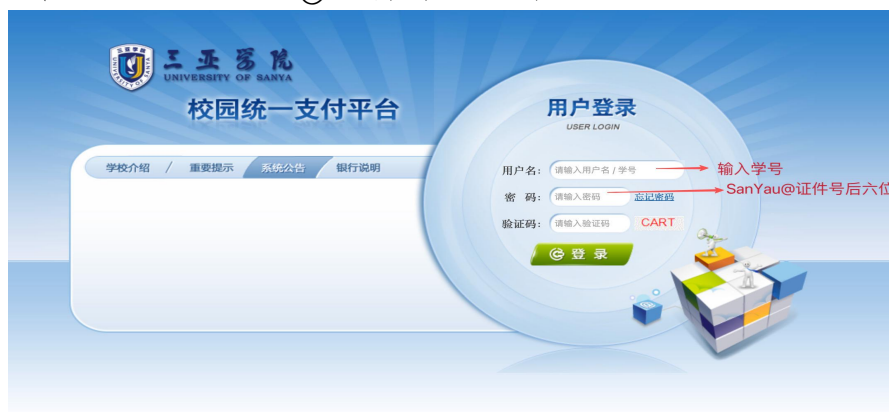 三亚学院
UNIVERSITY OF SANYA
校园统一支付平台
学校介绍 / 重要提示 系统公告 银行说明
用户登录
USER LOGIN
用户名： 请输入用户名 / 学号 输入学号
密 码： 请输入密码 忘记密码 SanYau@证件号后六位
验证码： 请输入验证码 CART
登 录